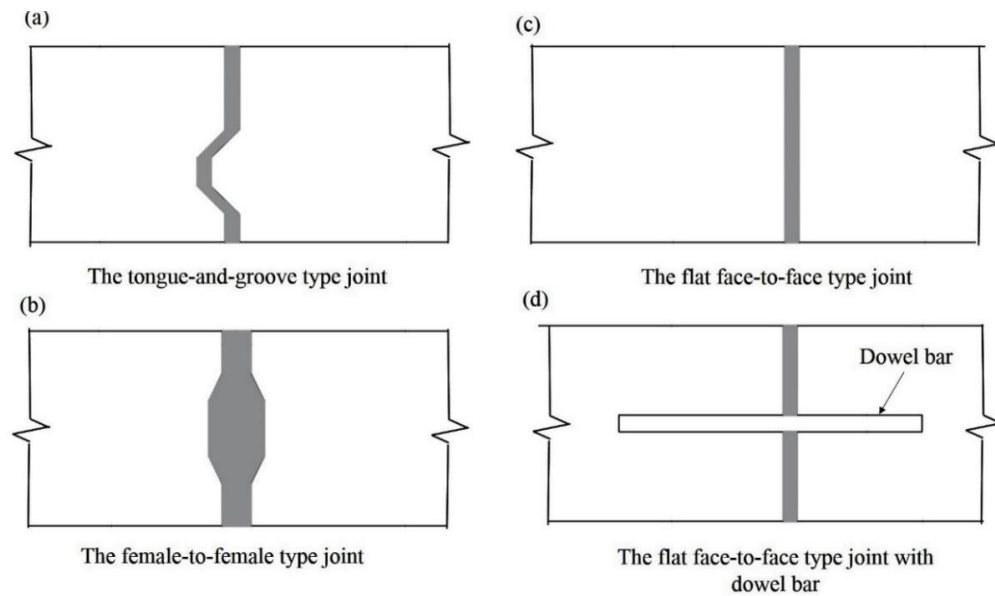 (a)
The tongue-and-groove type joint
(b)
The female-to-female type joint
(c)
The flat face-to-face type joint
(d)
Dowel bar
The flat face-to-face type joint with
dowel bar